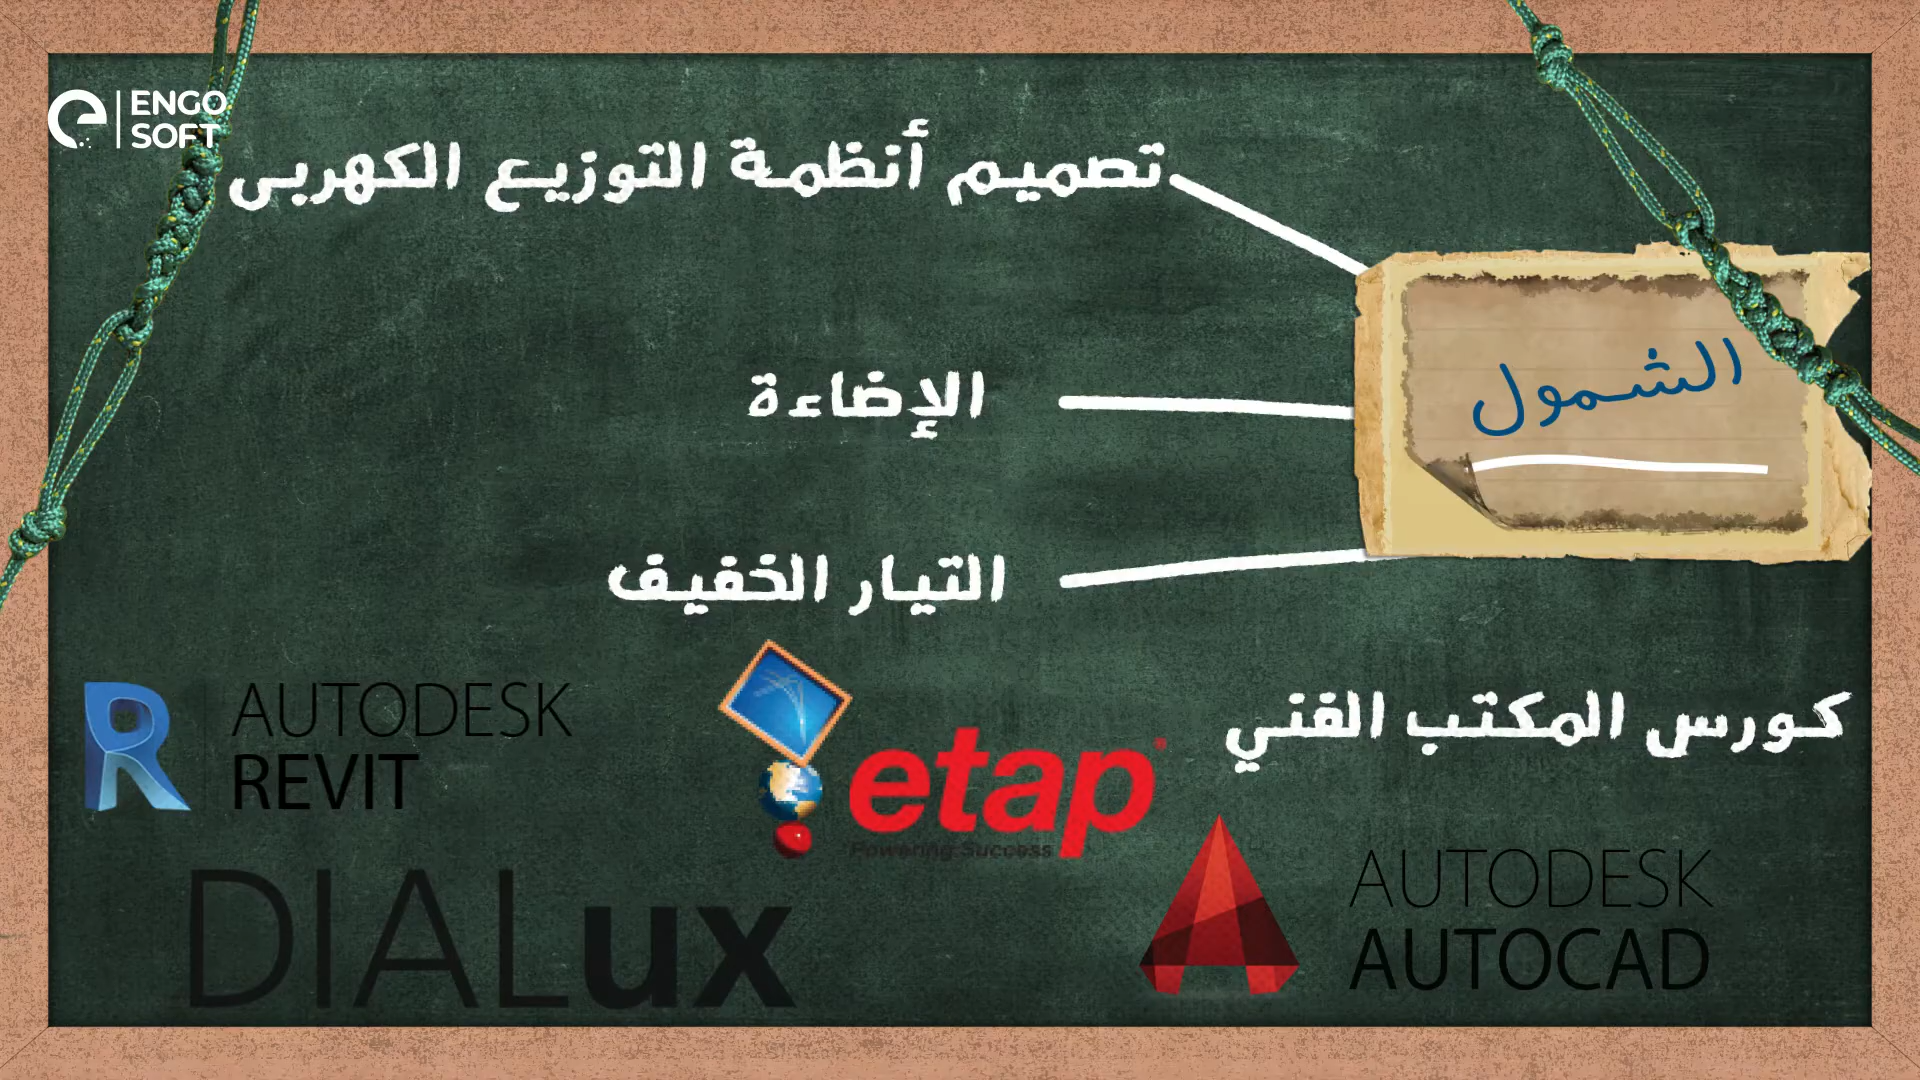 ENGO
SOFT
تصميم أنظمة التوزيع الكهربى
الشمول
الإضاءة
التيار الخفيف
كورس المكتب الفني
AUTODESK
REVIT
etap
Powering Success
DIALux
AUTODESK
AUTOCAD